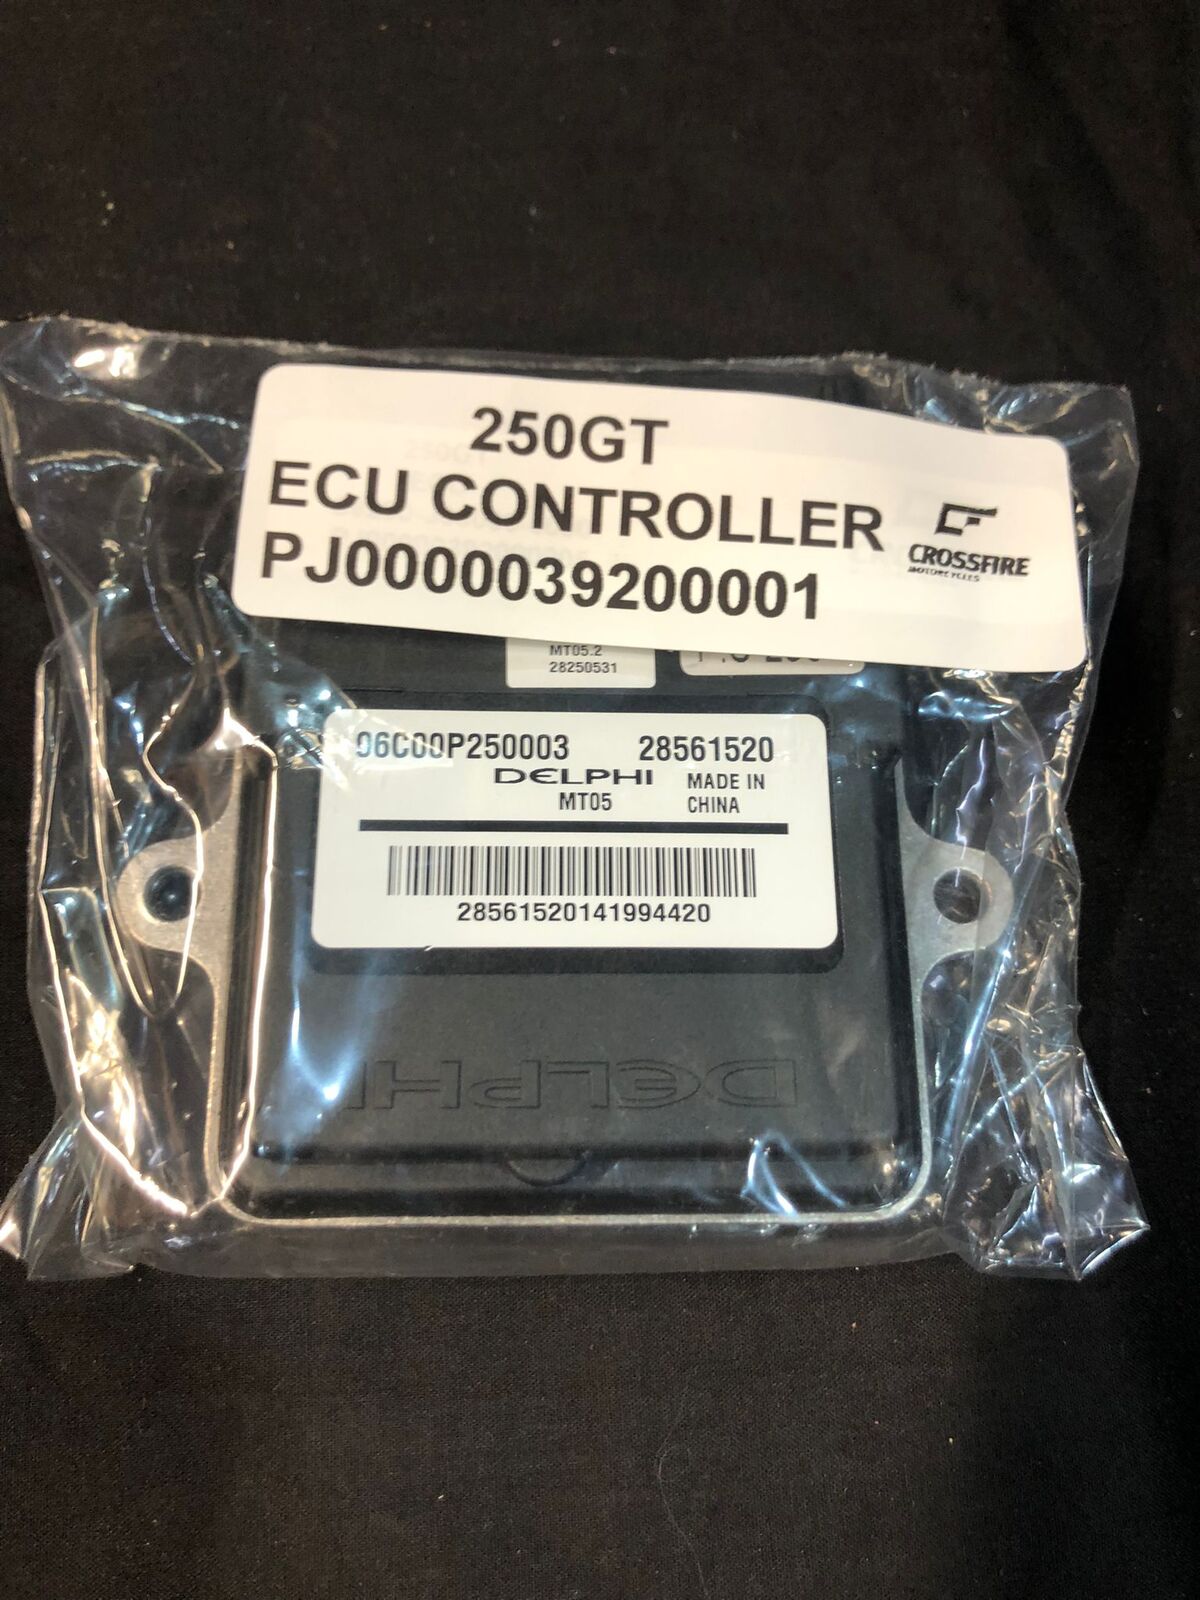 250GT
ECU CONTROLLER
PJ0000039200001
CROSSFIRE
MOTORCYCLES
MT05.2
28250531
06C00P250003 28561520
DELPHI MADE IN
MT05 CHINA
28561520141994420
DELPHI